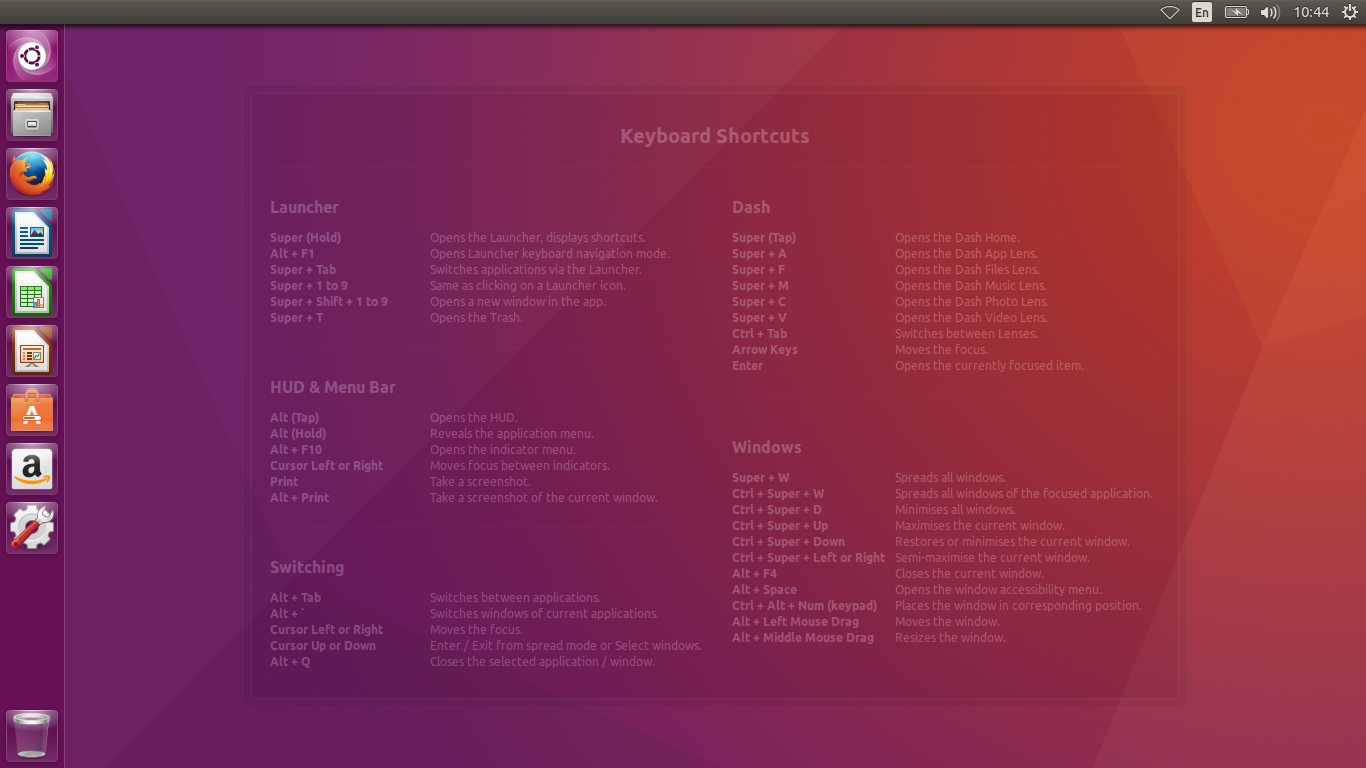 En 10:44
Keyboard Shortcuts
Launcher
Super (Hold) Opens the Launcher, displays shortcuts.
Alt + F1 Opens Launcher keyboard navigation mode.
Super + Tab Switches applications via the Launcher.
Super + 1 to 9 Same as clicking on a Launcher icon.
Super + Shift + 1 to 9 Opens a new window in the app.
Super + T Opens the Trash.
HUD & Menu Bar
Alt (Tap) Opens the HUD.
Alt (Hold) Reveals the application menu.
Alt + F10 Opens the indicator menu.
Cursor Left or Right Moves focus between indicators.
Print Take a screenshot.
Alt + Print Take a screenshot of the current window.
Switching
Alt + Tab Switches between applications.
Alt + ` Switches windows of current applications.
Cursor Left or Right Moves the focus.
Cursor Up or Down Enter / Exit from spread mode or Select windows.
Alt + Q Closes the selected application / window.
Dash
Super (Tap) Opens the Dash Home.
Super + A Opens the Dash App Lens.
Super + F Opens the Dash Files Lens.
Super + M Opens the Dash Music Lens.
Super + C Opens the Dash Photo Lens.
Super + V Opens the Dash Video Lens.
Ctrl + Tab Switches between Lenses.
Arrow Keys Moves the focus.
Enter Opens the currently focused item.
Windows
Super + W Spreads all windows.
Ctrl + Super + W Spreads all windows of the focused application.
Ctrl + Super + D Minimises all windows.
Ctrl + Super + Up Maximises the current window.
Ctrl + Super + Down Restores or minimises the current window.
Ctrl + Super + Left or Right Semi-maximise the current window.
Alt + F4 Closes the current window.
Alt + Space Opens the window accessibility menu.
Ctrl + Alt + Num (keypad) Places the window in corresponding position.
Alt + Left Mouse Drag Moves the window.
Alt + Middle Mouse Drag Resizes the window.
a